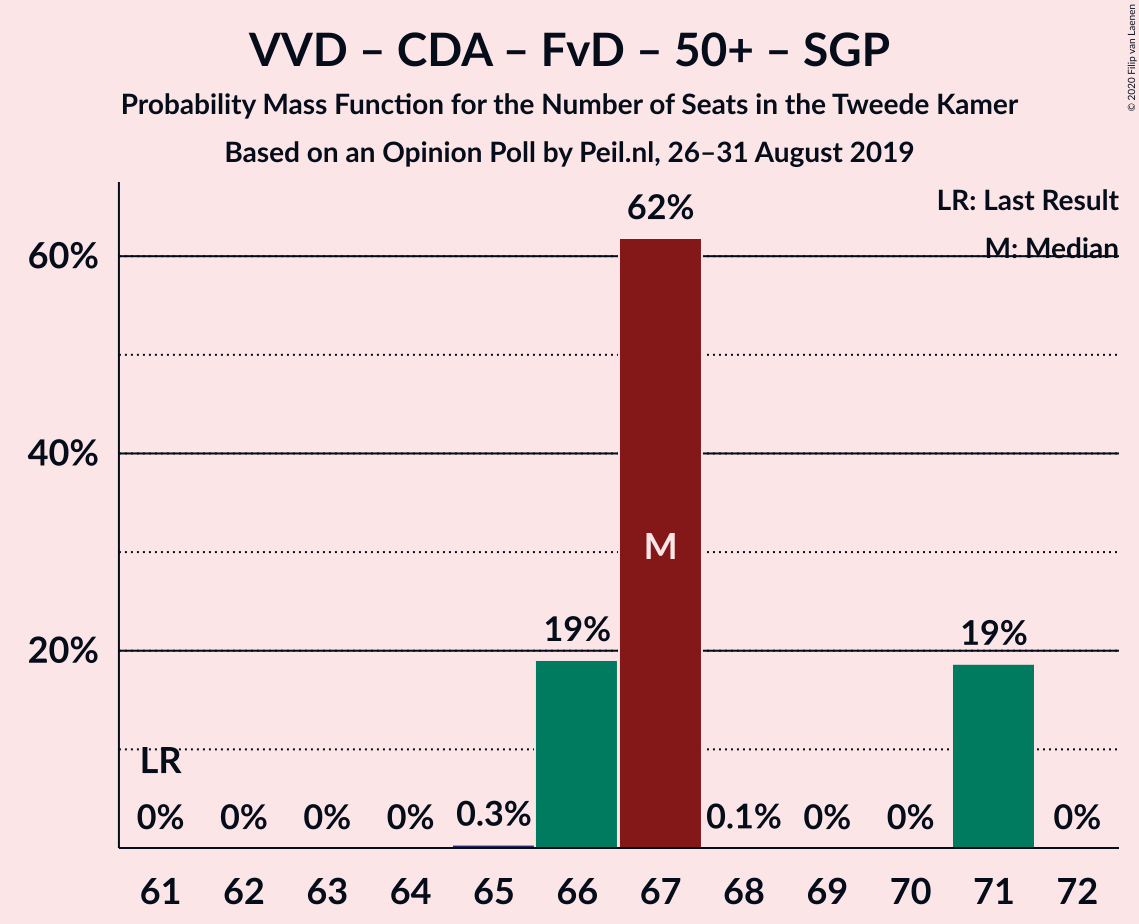 VVD – CDA – FvD – 50+ – SGP
Probability Mass Function for the Number of Seats in the Tweede Kamer
Based on an Opinion Poll by Peil.nl, 26–31 August 2019
© 2020 Filip van Laenen
LR: Last Result
M: Median
60%
40%
20%
LR
0% 0% 0% 0% 0.3% 19% 62% 0.1% 0% 0% 19% 0%
M
61 62 63 64 65 66 67 68 69 70 71 72